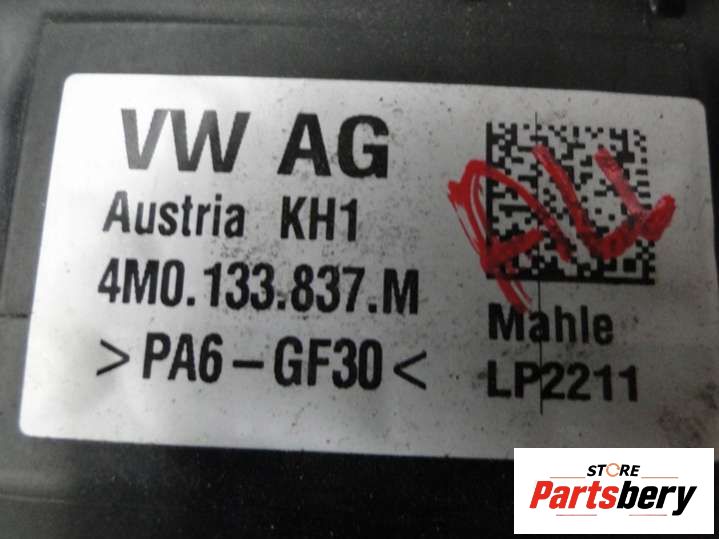 VW AG
Austria KH1
4M0.133.837.M
>PA6-GF30<
Mahle
LP2211
STORE
Partsbery